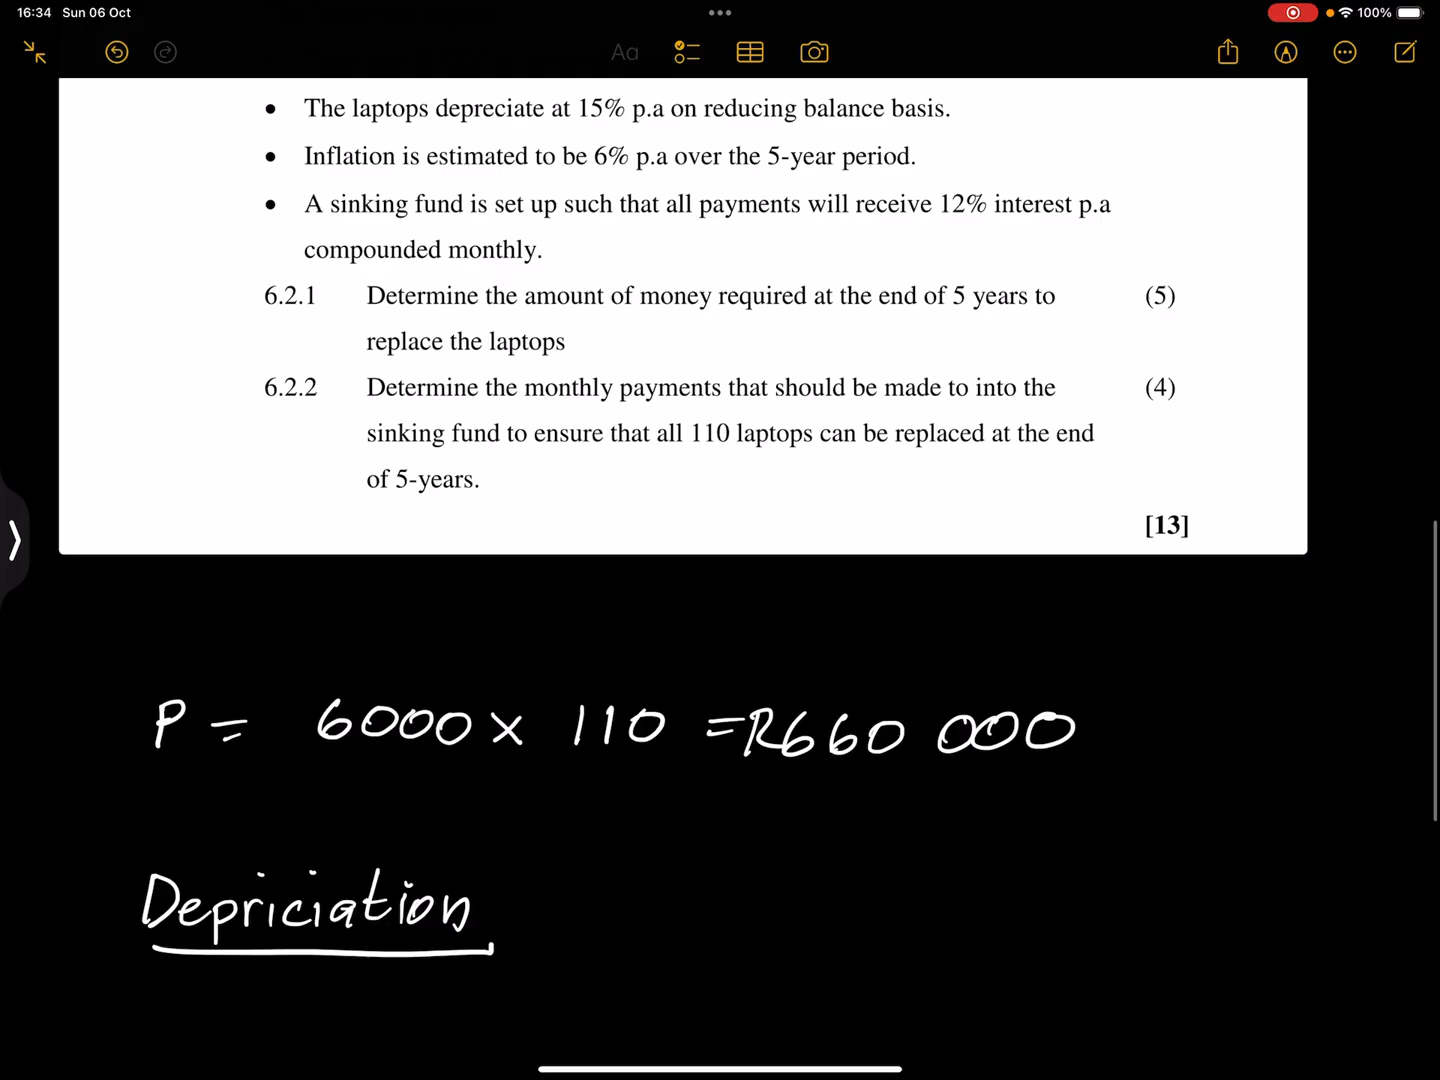 16:34 Sun 06 Oct
100%
Aa
• The laptops depreciate at 15% p.a on reducing balance basis.
• Inflation is estimated to be 6% p.a over the 5-year period.
• A sinking fund is set up such that all payments will receive 12% interest p.a
compounded monthly.
6.2.1 Determine the amount of money required at the end of 5 years to (5)
replace the laptops
6.2.2 Determine the monthly payments that should be made to into the (4)
sinking fund to ensure that all 110 laptops can be replaced at the end
of 5-years.
[13]
P = 6000 × 110 = R660 000
Depriciation